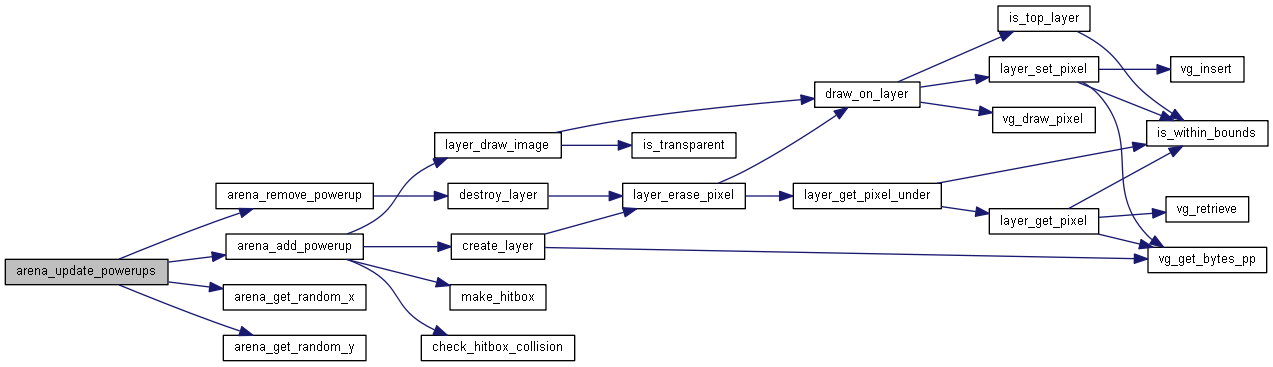 is_top_layer
layer_set_pixel
vg_insert
draw_on_layer
vg_draw_pixel
is_within_bounds
layer_draw_image
is_transparent
arena_remove_powerup
destroy_layer
layer_erase_pixel
layer_get_pixel_under
layer_get_pixel
vg_retrieve
arena_add_powerup
create_layer
vg_get_bytes_pp
arena_update_powerups
arena_get_random_x
make_hitbox
arena_get_random_y
check_hitbox_collision